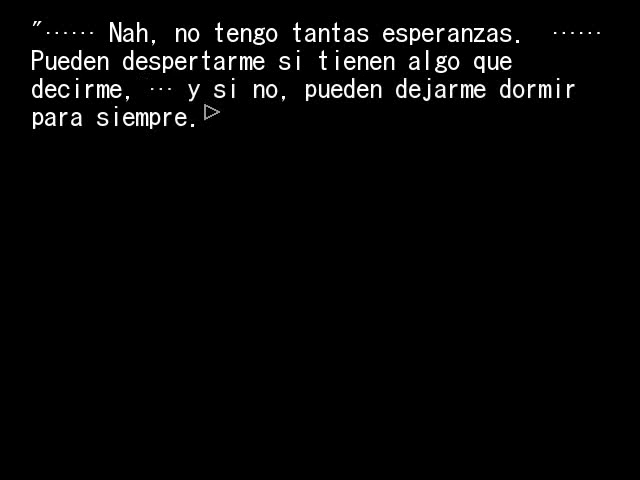 "…… Nah, no tengo tantas esperanzas.  ……
Pueden despertarme si tienen algo que
decirme, … y si no, pueden dejarme dormir
para siempre.